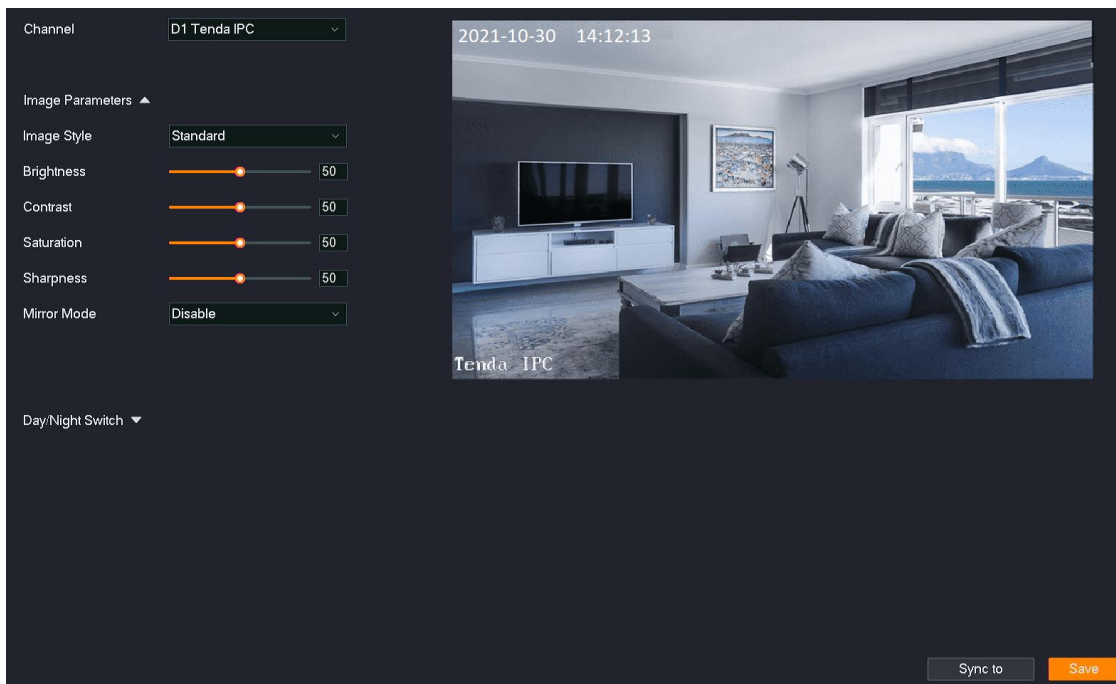 Channel D1 Tenda IPC
2021-10-30 14:12:13
Image Parameters
Image Style Standard
Brightness 50
Contrast 50
Saturation 50
Sharpness 50
Mirror Mode Disable
Tenda IPC
Day/Night Switch
Sync to Save